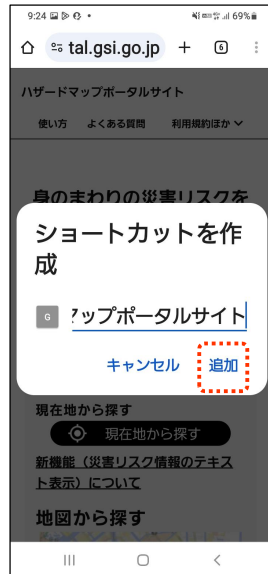 9:24
69%
tal.gsi.go.jp
6
ハザードマップポータルサイト
使い方 よくある質問 利用規約ほか
身のまわりの災害リスクを
ショートカットを作
成
G
マップポータルサイト
キャンセル 追加
現在地から探す
現在地から探す
新機能（災害リスク情報のテキス
ト表示）について
地図から探す